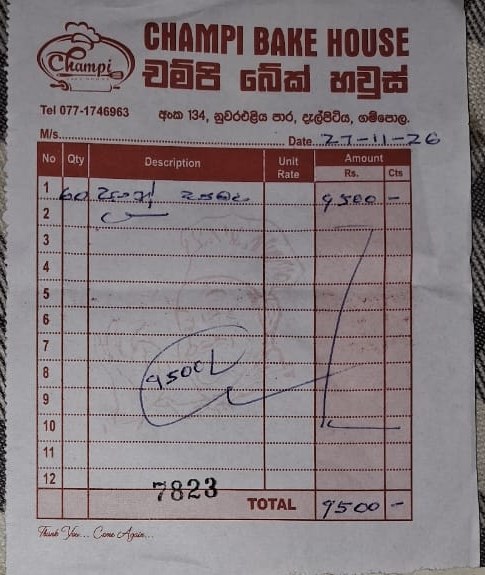 Champi
CHAMPI BAKE HOUSE
චම්පි බේක් හවුස්
Tel 077-1746963 අංක 134, නුවරඑළිය පාර, දැල්පිටිය, ගම්පොල.
M/s. Date 27-11-26
No Qty Description Unit Rate Amount
Rs. Cts
1 60 9500 -
2
3
4
5
6
7
8 9500/-
9
10
11
12
7823
TOTAL 9500 -
Thank You... Come Again...